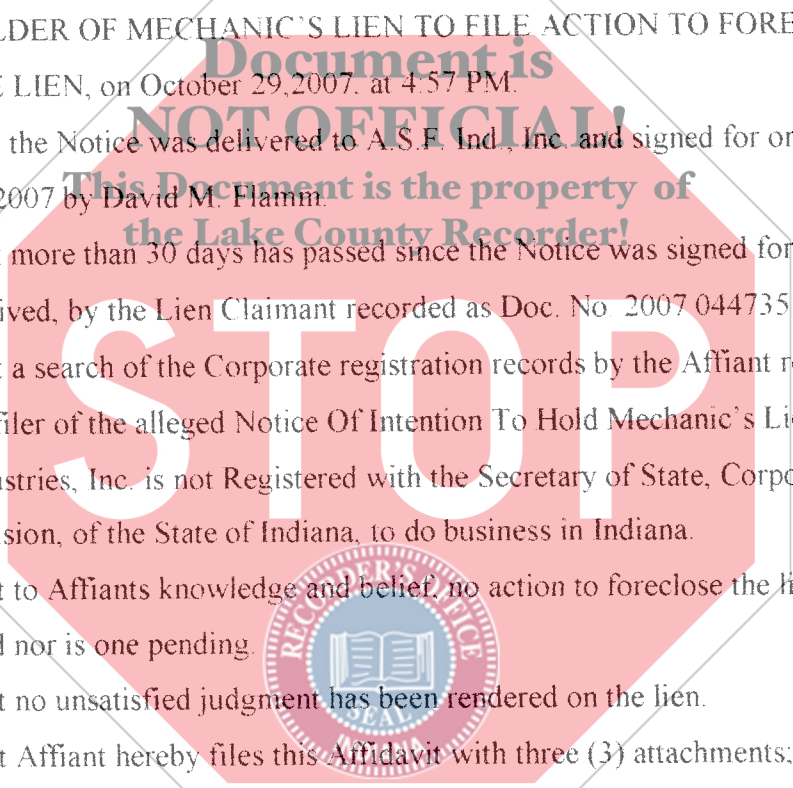 LDER OF MECHANIC'S LIEN TO FILE ACTION TO FORE
Document is
E LIEN, on October 29,2007. at 4:57 PM.
NOT OFFICIAL!
the Notice was delivered to A.S.F. Ind., Inc. and signed for or
This Document is the property of
2007 by David M. Flamm.
the Lake County Recorder!
more than 30 days has passed since the Notice was signed for
ived, by the Lien Claimant recorded as Doc. No 2007 044735
STOP
t a search of the Corporate registration records by the Affiant r
filer of the alleged Notice Of Intention To Hold Mechanic's Li
ustries, Inc. is not Registered with the Secretary of State, Corpo
sion, of the State of Indiana, to do business in Indiana.
t to Affiants knowledge and belief, no action to foreclose the li
RECORDER'S OFFICE
d nor is one pending.
t no unsatisfied judgment has been rendered on the lien.
SEAL
t Affiant hereby files this Affidavit with three (3) attachments;
INDIANA